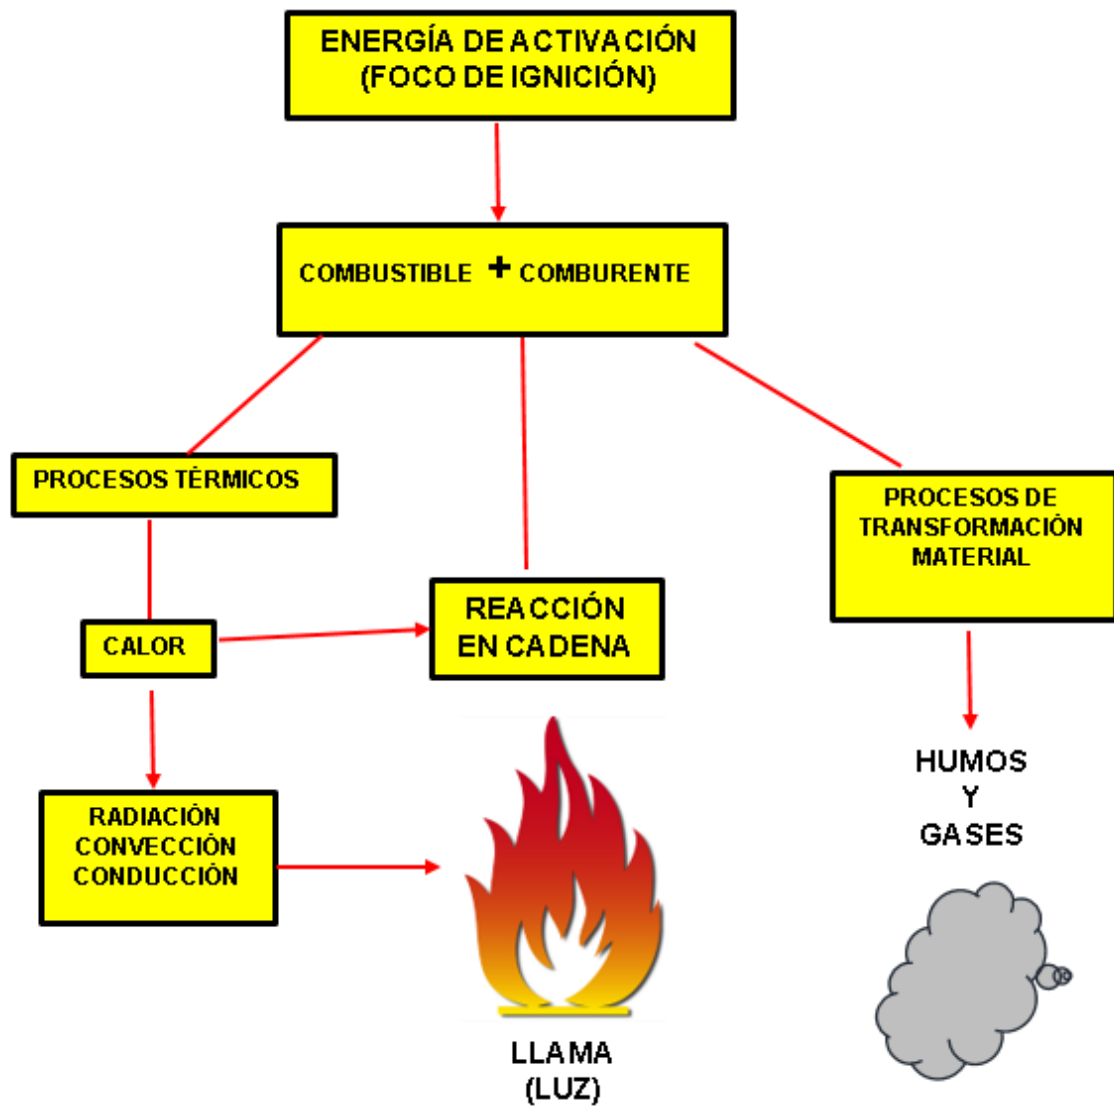 ENERGÍA DE ACTIVACIÓN
(FOCO DE IGNICIÓN)
COMBUSTIBLE + COMBURENTE
PROCESOS TÉRMICOS
PROCESOS DE
TRANSFORMACIÓN
MATERIAL
CALOR
REACCIÓN
EN CADENA
RADIACIÓN
CONVECCIÓN
CONDUCCIÓN
HUMOS
Y
GASES
LLAMA
(LUZ)